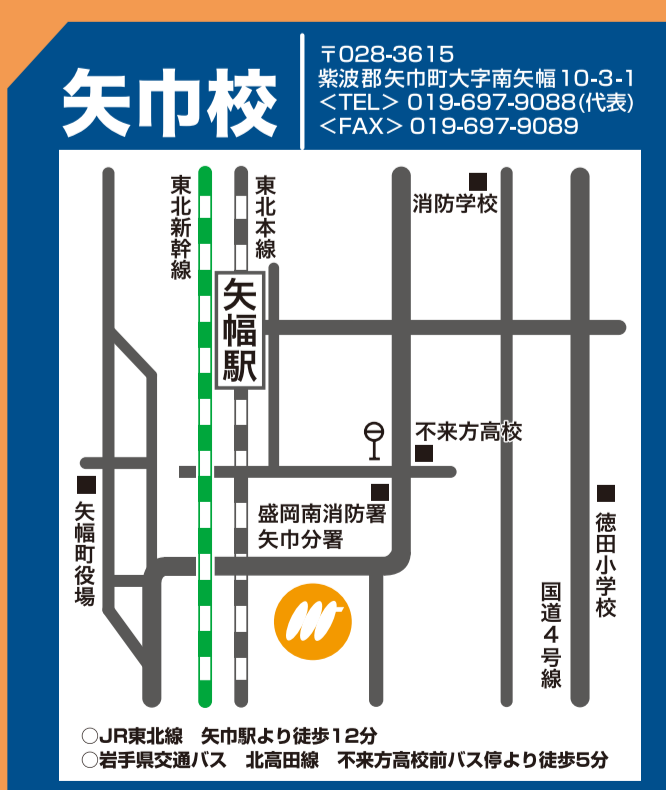 矢巾校
〒028-3615
紫波郡矢巾町大字南矢幅10-3-1
<TEL> 019-697-9088(代表)
<FAX> 019-697-9089
東北新幹線
東北本線
消防学校
矢幅駅
不来方高校
盛岡南消防署
矢巾分署
矢幅町役場
徳田小学校
国道4号線
○JR東北線 矢巾駅より徒歩12分
○岩手県交通バス 北高田線 不来方高校前バス停より徒歩5分